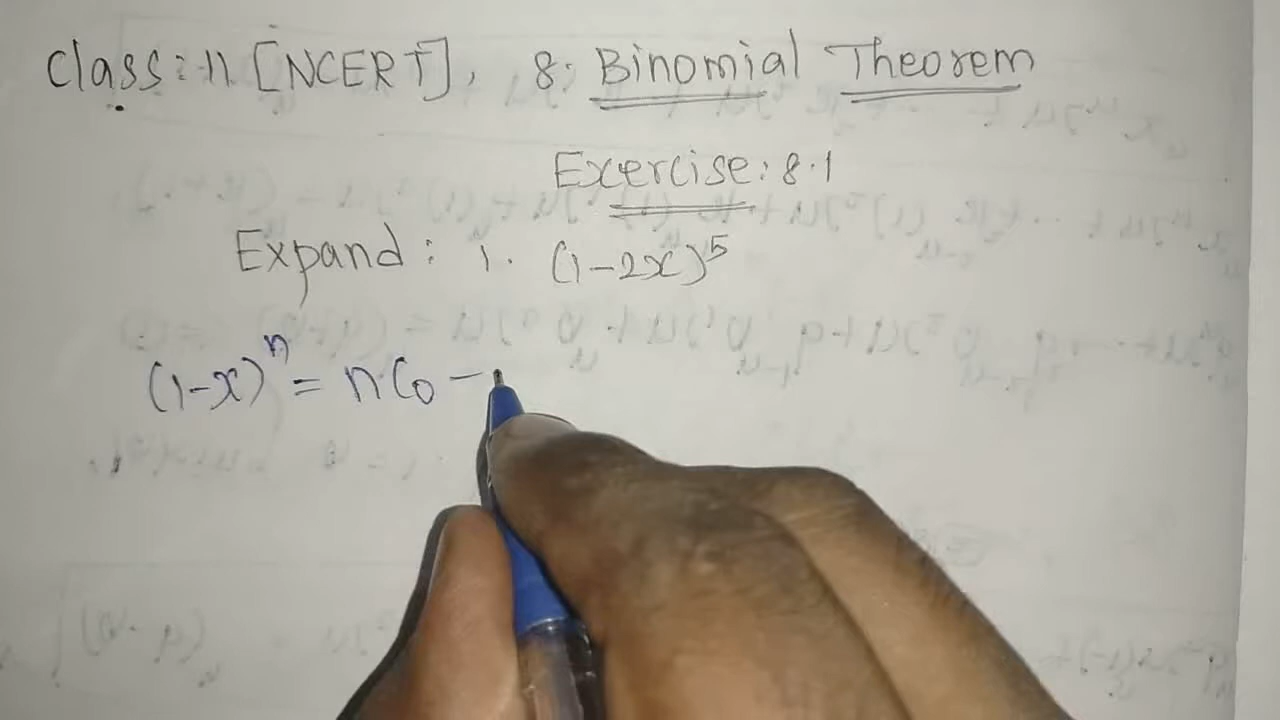 Class: 11 [NCERT], 8. Binomial Theorem
Exercise: 8.1
Expand: 1. (1-2x)⁵
(1-x)ⁿ = nC₀ -